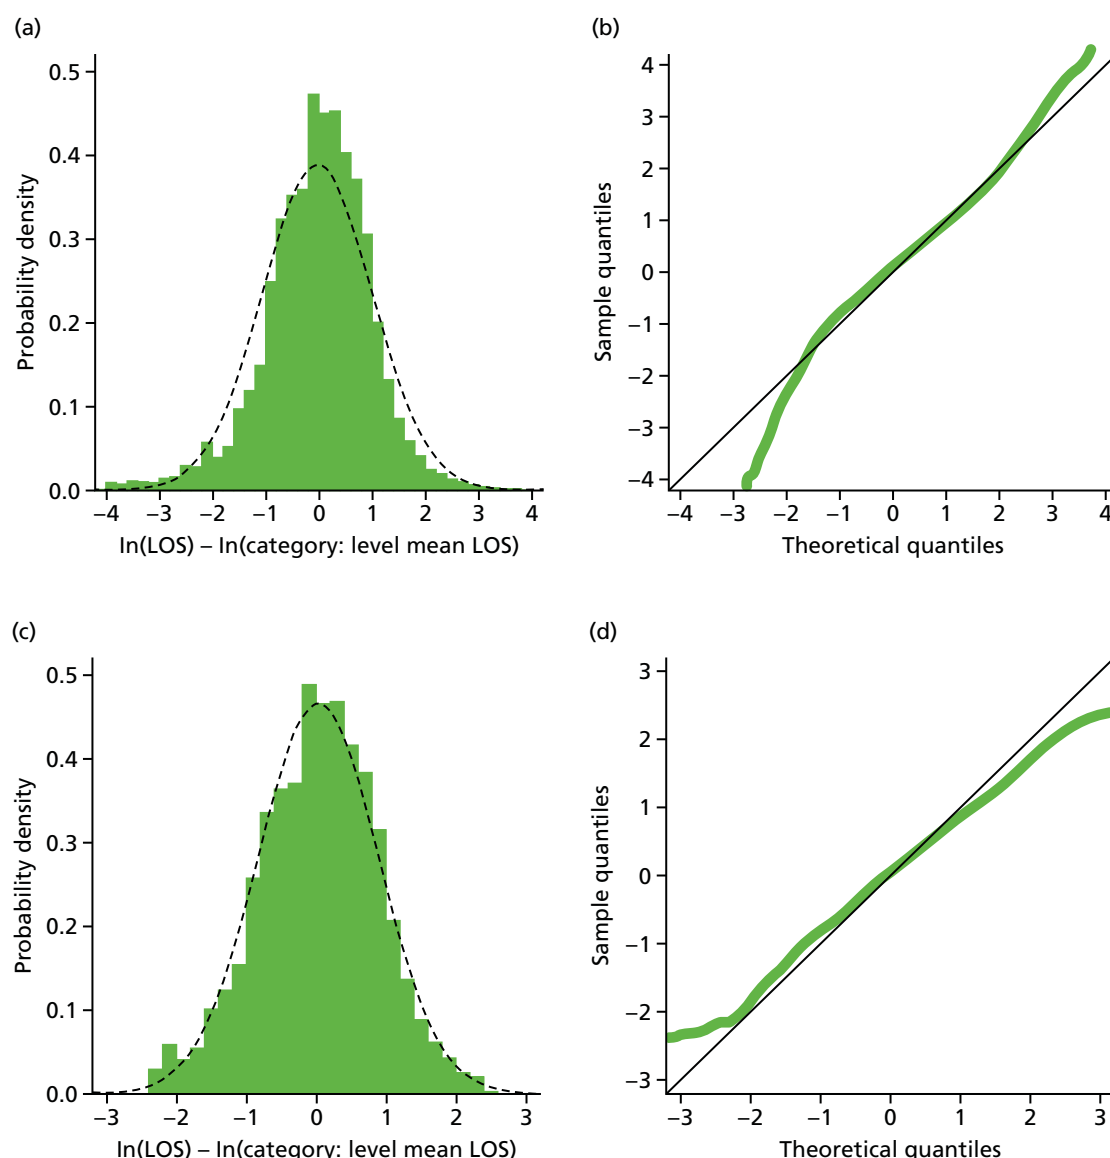 (a)
0.5
0.4
0.3
0.2
0.1
0.0
Probability density
−4 −3 −2 −1 0 1 2 3 4
ln(LOS) – ln(category: level mean LOS)
(b)
4
3
2
1
0
−1
−2
−3
−4
Sample quantiles
−4 −3 −2 −1 0 1 2 3 4
Theoretical quantiles
(c)
0.5
0.4
0.3
0.2
0.1
0.0
Probability density
−3 −2 −1 0 1 2 3
ln(LOS) – ln(category: level mean LOS)
(d)
3
2
1
0
−1
−2
−3
Sample quantiles
−3 −2 −1 0 1 2 3
Theoretical quantiles